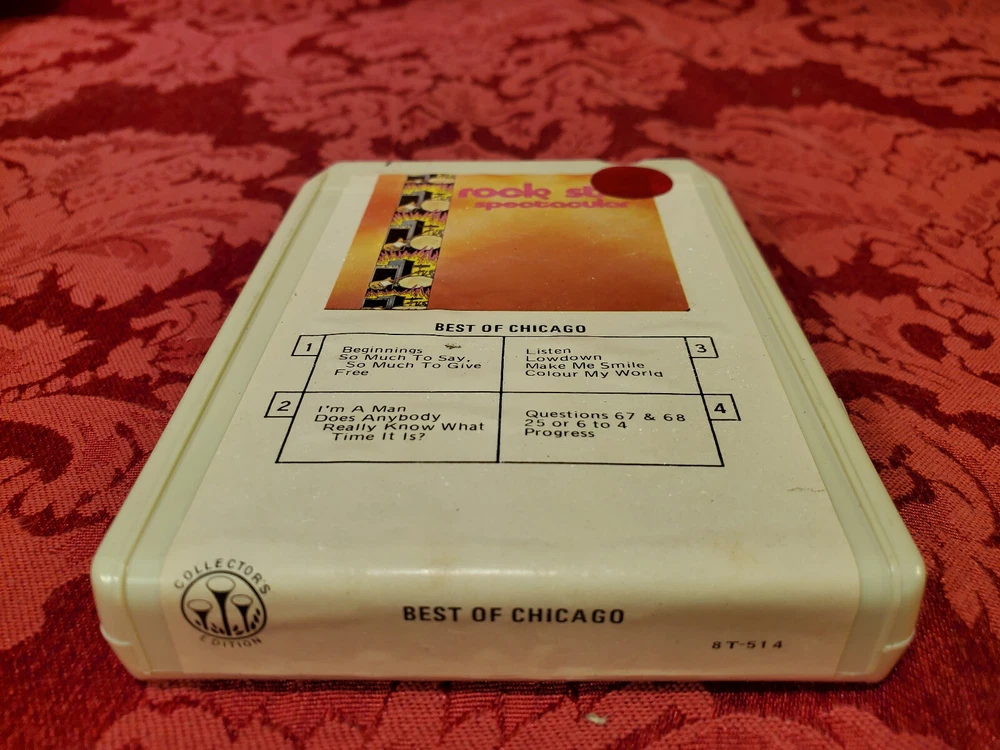 rock
spectacular
BEST OF CHICAGO
1
Beginnings
So Much To Say,
So Much To Give
Free
3
Listen
Lowdown
Make Me Smile
Colour My World
2
I'm A Man
Does Anybody
Really Know What
Time It Is?
4
Questions 67 & 68
25 or 6 to 4
Progress
COLLECTOR'S
EDITION
BEST OF CHICAGO
8T-514